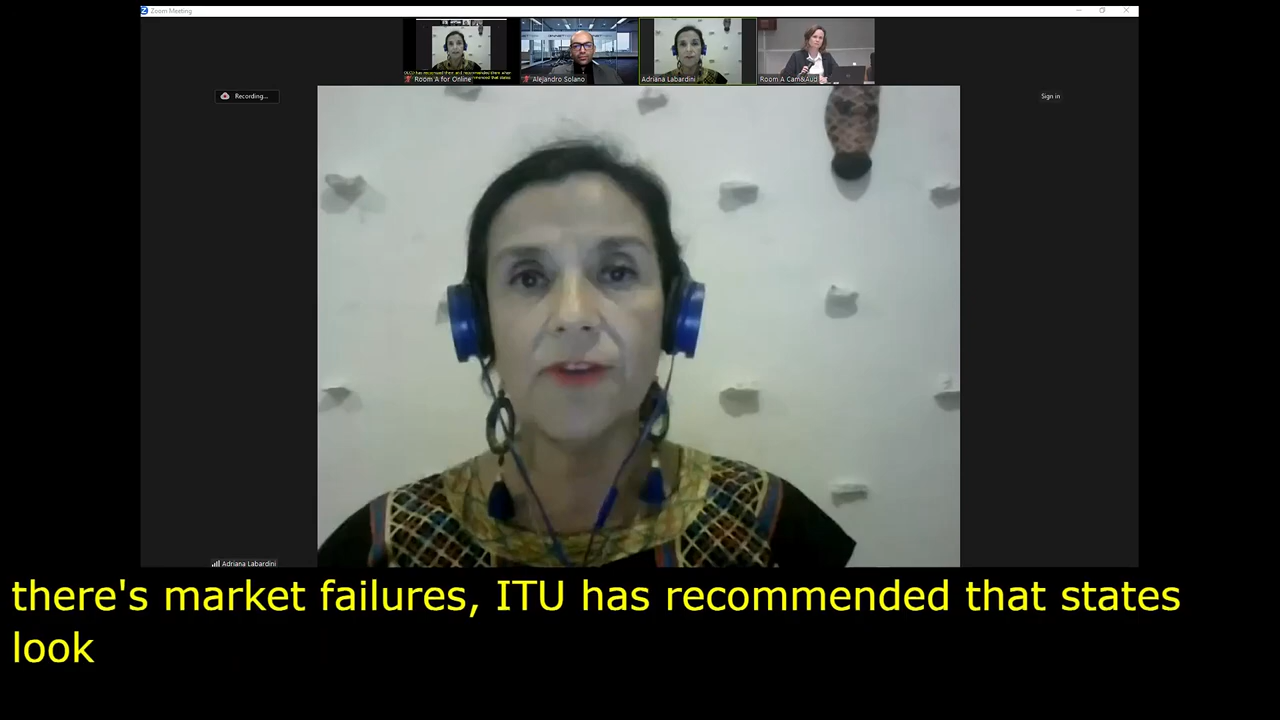 Zoom Meeting
Room A for Online
Alejandro Solano
Adriana Labardini
Room A Cam&Aud
Recording...
Sign in
Adriana Labardini
there's market failures, ITU has recommended that states
look